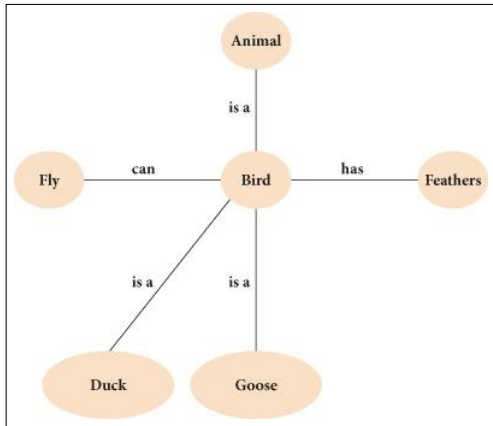 Animal
is a
Fly
can
Bird
has
Feathers
is a
is a
Duck
Goose